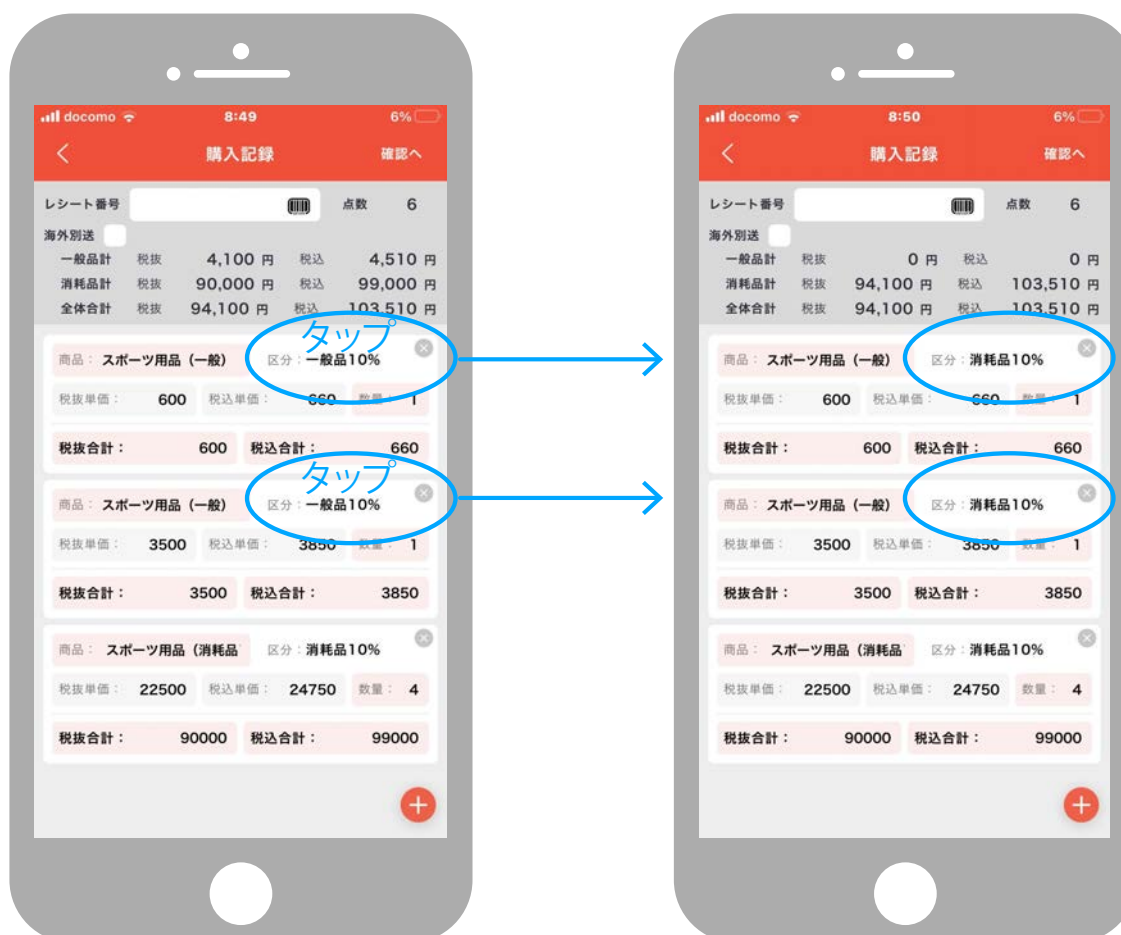 docomo 8:49 6%
購入記録 確認へ
レシート番号 点数 6
海外別送
一般品計 税抜 4,100 円 税込 4,510 円
消耗品計 税抜 90,000 円 税込 99,000 円
全体合計 税抜 94,100 円 税込 103,510 円
タップ
商品： スポーツ用品（一般） 区分：一般品10%
税抜単価： 600 税込単価： 660 数量： 1
税抜合計： 600 税込合計： 660
タップ
商品： スポーツ用品（一般） 区分：一般品10%
税抜単価： 3500 税込単価： 3850 数量： 1
税抜合計： 3500 税込合計： 3850
商品： スポーツ用品（消耗品 区分：消耗品10%
税抜単価： 22500 税込単価： 24750 数量： 4
税抜合計： 90000 税込合計： 99000
docomo 8:50 6%
購入記録 確認へ
レシート番号 点数 6
海外別送
一般品計 税抜 0 円 税込 0 円
消耗品計 税抜 94,100 円 税込 103,510 円
全体合計 税抜 94,100 円 税込 103,510 円
商品： スポーツ用品（一般） 区分：消耗品10%
税抜単価： 600 税込単価： 660 数量： 1
税抜合計： 600 税込合計： 660
商品： スポーツ用品（一般） 区分：消耗品10%
税抜単価： 3500 税込単価： 3850 数量： 1
税抜合計： 3500 税込合計： 3850
商品： スポーツ用品（消耗品 区分：消耗品10%
税抜単価： 22500 税込単価： 24750 数量： 4
税抜合計： 90000 税込合計： 99000